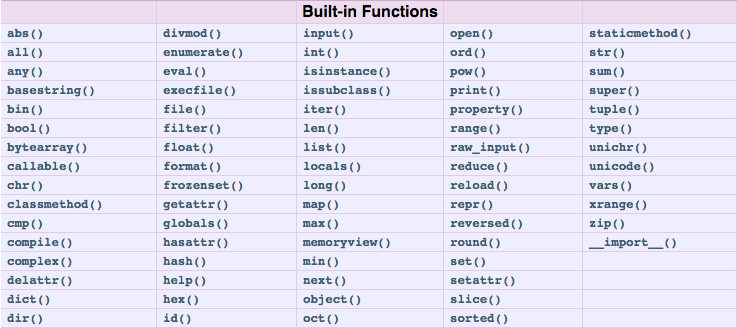 Built-in Functions
abs() divmod() input() open() staticmethod()
all() enumerate() int() ord() str()
any() eval() isinstance() pow() sum()
basestring() execfile() issubclass() print() super()
bin() file() iter() property() tuple()
bool() filter() len() range() type()
bytearray() float() list() raw_input() unichr()
callable() format() locals() reduce() unicode()
chr() frozenset() long() reload() vars()
classmethod() getattr() map() repr() xrange()
cmp() globals() max() reversed() zip()
compile() hasattr() memoryview() round() __import__()
complex() hash() min() set()
delattr() help() next() setattr()
dict() hex() object() slice()
dir() id() oct() sorted()